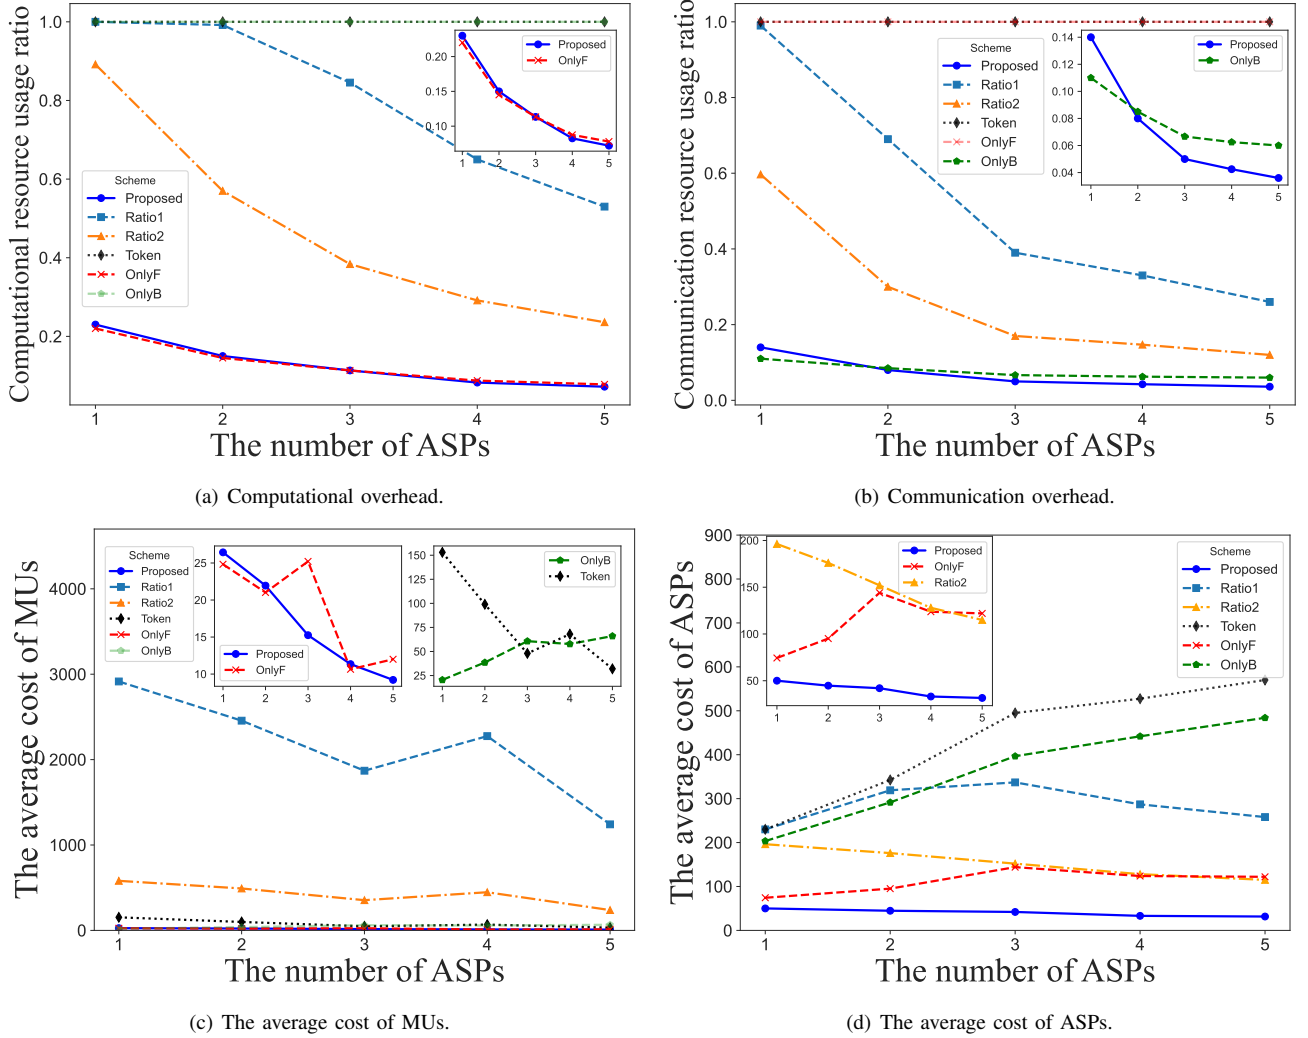 Computational resource usage ratio
1.0
0.8
0.6
0.4
0.2
1
2
3
4
5
The number of ASPs
Scheme
Proposed
Ratio1
Ratio2
Token
OnlyF
OnlyB
0.20
0.15
0.10
1
2
3
4
5
Proposed
OnlyF
(a) Computational overhead.
Communication resource usage ratio
1.0
0.8
0.6
0.4
0.2
0.0
1
2
3
4
5
The number of ASPs
Scheme
Proposed
Ratio1
Ratio2
Token
OnlyF
OnlyB
0.14
0.12
0.10
0.08
0.06
0.04
1
2
3
4
5
Proposed
OnlyB
(b) Communication overhead.
The average cost of MUs
4000
3000
2000
1000
0
1
2
3
4
5
The number of ASPs
Scheme
Proposed
Ratio1
Ratio2
Token
OnlyF
OnlyB
25
20
15
10
1
2
3
4
5
Proposed
OnlyF
150
125
100
75
50
25
1
2
3
4
5
OnlyB
Token
(c) The average cost of MUs.
The average cost of ASPs
900
800
700
600
500
400
300
200
100
0
1
2
3
4
5
The number of ASPs
200
150
100
50
1
2
3
4
5
Proposed
OnlyF
Ratio2
Scheme
Proposed
Ratio1
Ratio2
Token
OnlyF
OnlyB
(d) The average cost of ASPs.